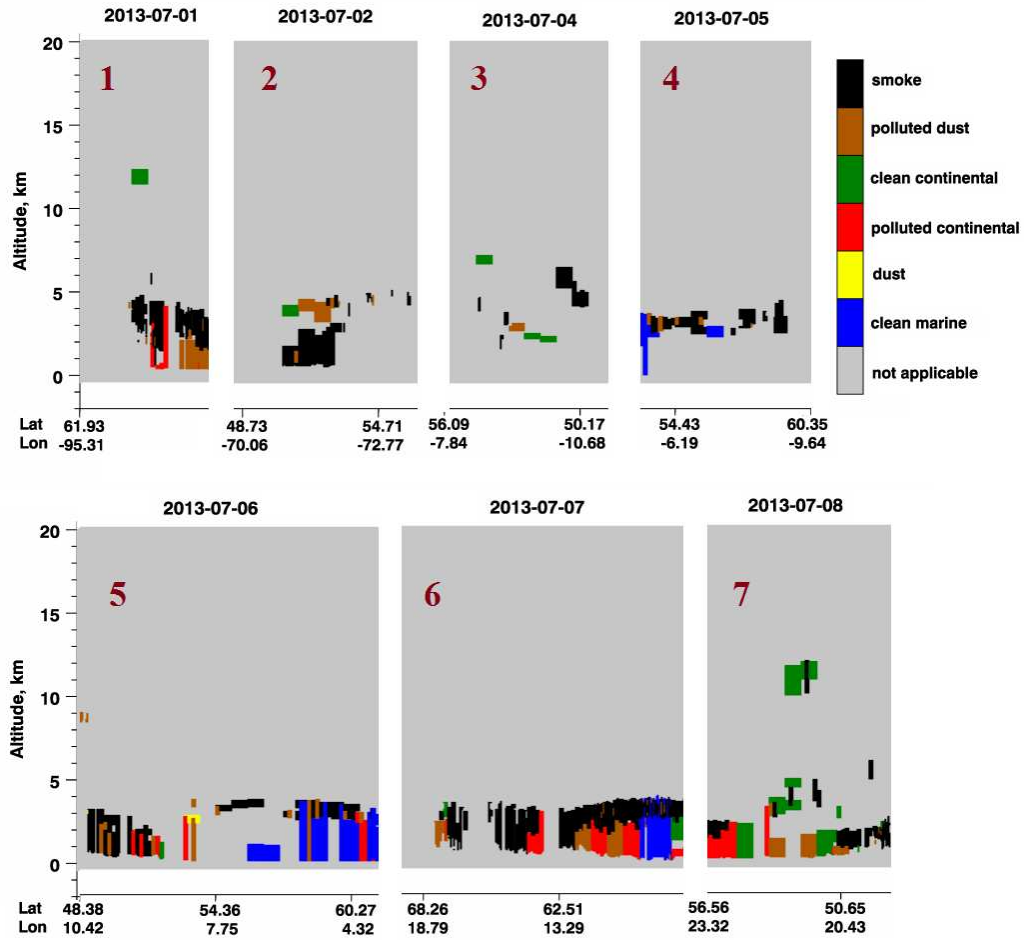 2013-07-01 2013-07-02 2013-07-04 2013-07-05
20
15
10
5
0
Altitude, km
1 2 3 4
smoke
polluted dust
clean continental
polluted continental
dust
clean marine
not applicable
Lat 61.93 48.73 54.71 56.09 50.17 54.43 60.35
Lon -95.31 -70.06 -72.77 -7.84 -10.68 -6.19 -9.64
2013-07-06 2013-07-07 2013-07-08
20
15
10
5
0
Altitude, km
5 6 7
Lat 48.38 54.36 60.27 68.26 62.51 56.56 50.65
Lon 10.42 7.75 4.32 18.79 13.29 23.32 20.43